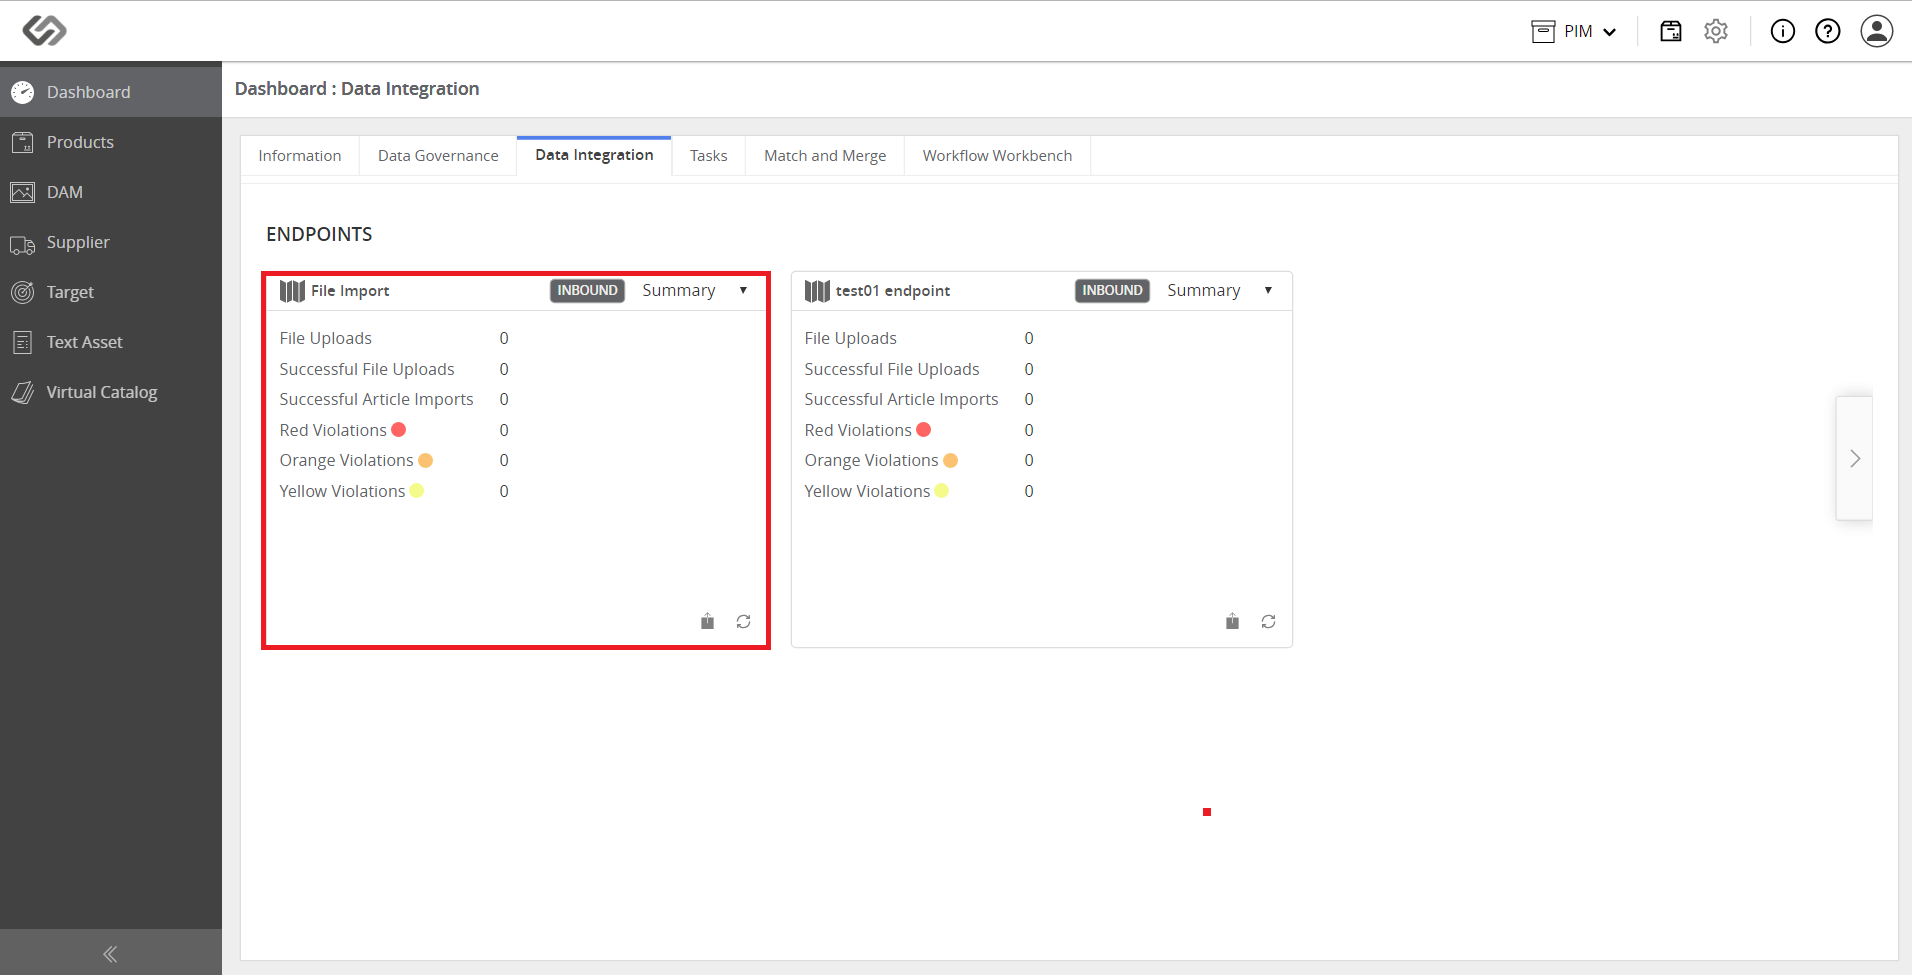 PIM
Dashboard
Products
DAM
Supplier
Target
Text Asset
Virtual Catalog
Dashboard : Data Integration
Information Data Governance Data Integration Tasks Match and Merge Workflow Workbench
ENDPOINTS
File Import INBOUND Summary
File Uploads 0
Successful File Uploads 0
Successful Article Imports 0
Red Violations 0
Orange Violations 0
Yellow Violations 0
test01 endpoint INBOUND Summary
File Uploads 0
Successful File Uploads 0
Successful Article Imports 0
Red Violations 0
Orange Violations 0
Yellow Violations 0